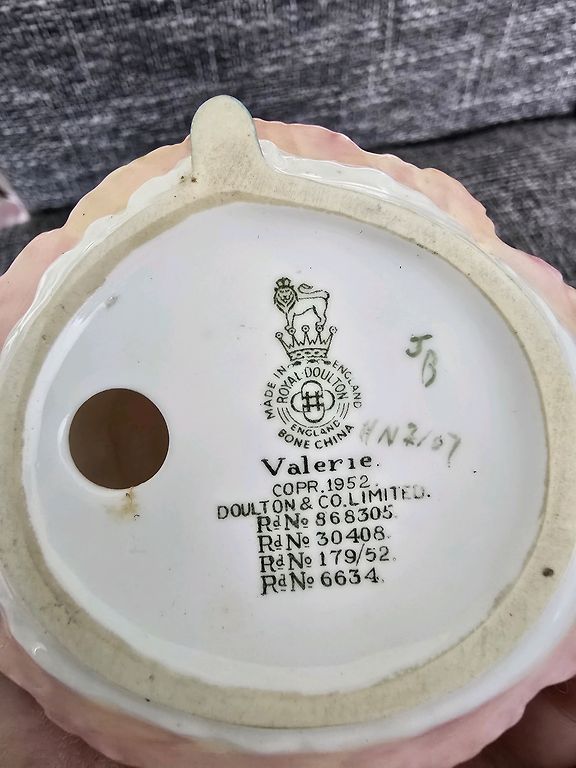 MADE IN ENGLAND
ROYAL·DOULTON
ENGLAND
BONE CHINA
JB
HN2107
Valerie.
COPR.1952.
DOULTON & CO.LIMITED.
Rd No 868305.
Rd No 30408.
Rd No 179/52.
Rd No 6634.